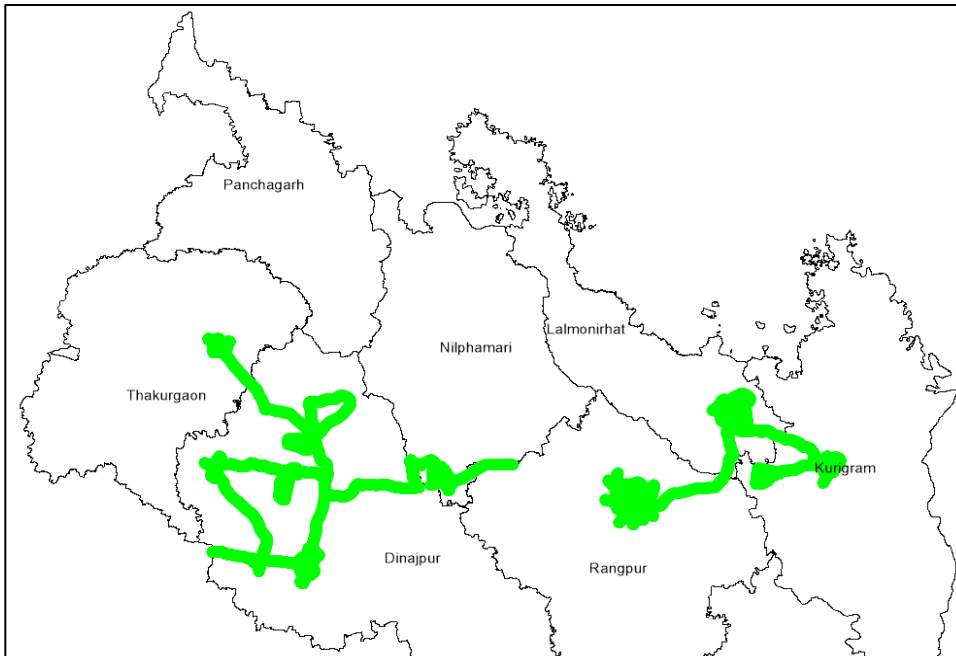 Panchagarh
Lalmonirhat
Nilphamari
Thakurgaon
Kurigram
Dinajpur
Rangpur